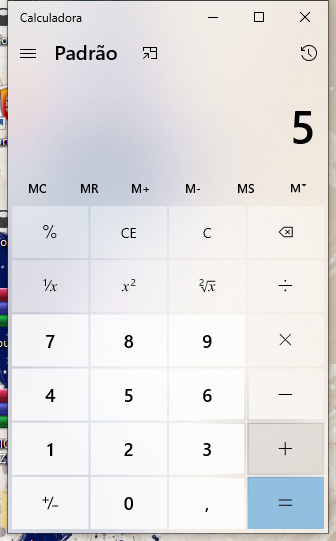 Calculadora
Padrão
5
MC MR M+ M- MS M˅
% CE C
¹/x x² ²√x ÷
7 8 9 ×
4 5 6 −
1 2 3 +
+/− 0 , =